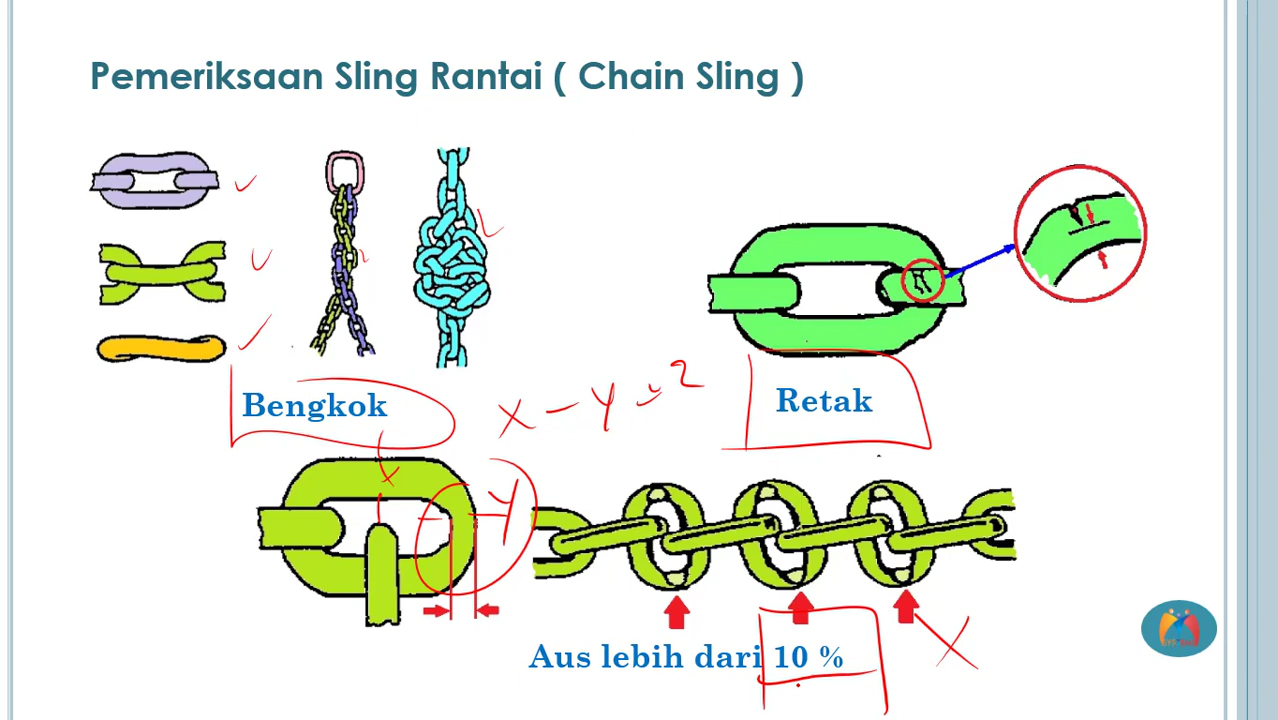 Pemeriksaan Sling Rantai ( Chain Sling )
Bengkok
x - y = 2
Retak
x
y
Aus lebih dari 10 %
X